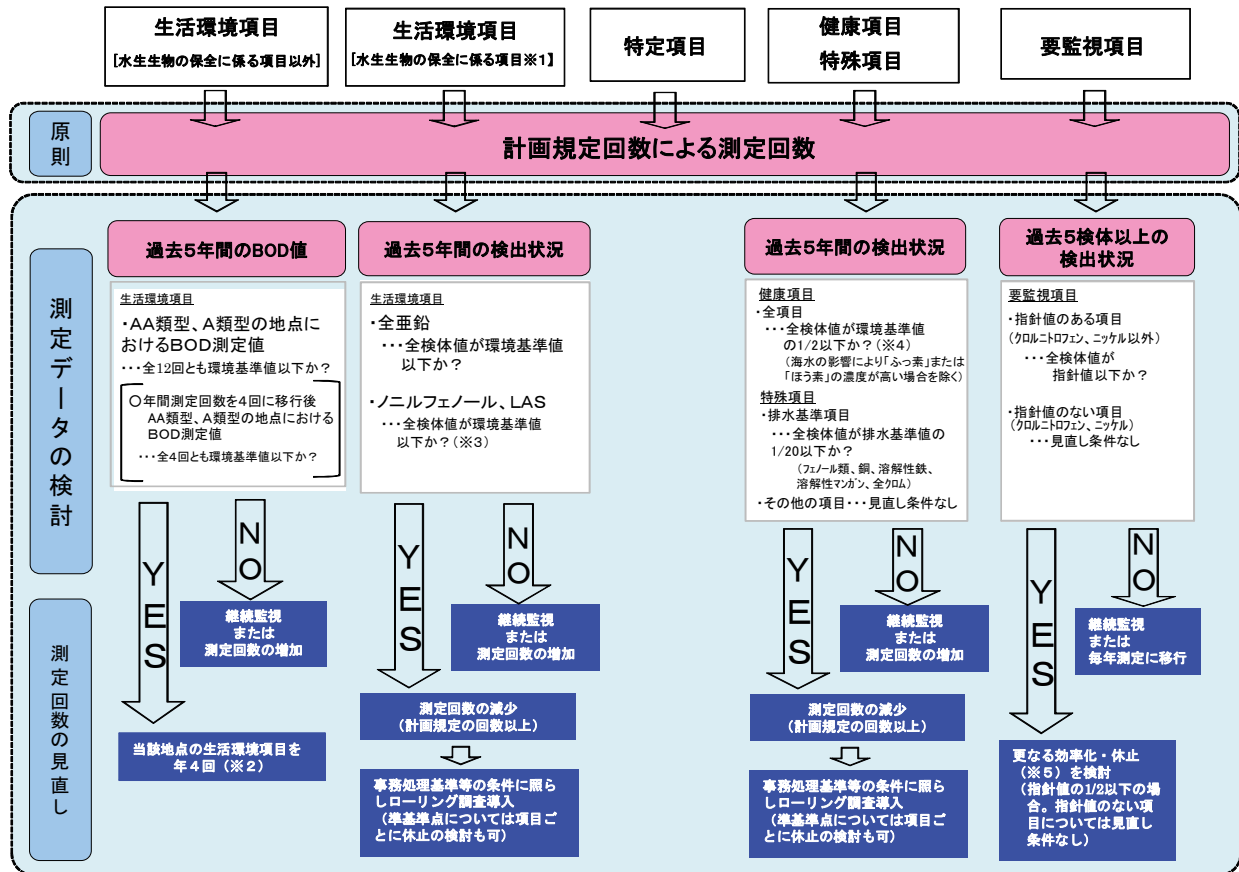 生活環境項目
[水生生物の保全に係る項目以外]
生活環境項目
[水生生物の保全に係る項目※1】
特定項目
健康項目
特殊項目
要監視項目
原則
計画規定回数による測定回数
測定データの検討
過去5年間のBOD値
生活環境項目
・AA類型、A類型の地点に
おけるBOD測定値
・・・全12回とも環境基準値以下か？
○年間測定回数を4回に移行後
AA類型、A類型の地点における
BOD測定値
・・・全4回とも環境基準値以下か？
YES
NO
継続監視
または
測定回数の増加
当該地点の生活環境項目を
年４回（※２）
過去5年間の検出状況
生活環境項目
・全亜鉛
・・・全検体値が環境基準値
以下か？
・ノニルフェノール、LAS
・・・全検体値が環境基準値
以下か？（※３）
YES
NO
継続監視
または
測定回数の増加
測定回数の減少
（計画規定の回数以上）
事務処理基準等の条件に照ら
しローリング調査導入
（準基準点については項目ご
とに休止の検討も可）
過去5年間の検出状況
健康項目
・全項目
・・・全検体値が環境基準値
の1/2以下か？（※４）
（海水の影響により「ふっ素」または
「ほう素」の濃度が高い場合を除く）
特殊項目
・排水基準項目
・・・全検体値が排水基準値の
1/20以下か？
（フェノール類、銅、溶解性鉄、
溶解性マンガン、全クロム）
・その他の項目・・・見直し条件なし
YES
NO
継続監視
または
測定回数の増加
測定回数の減少
（計画規定の回数以上）
事務処理基準等の条件に照ら
しローリング調査導入
（準基準点については項目ご
とに休止の検討も可）
過去5検体以上の
検出状況
要監視項目
・指針値のある項目
（クロルニトロフェン、ニッケル以外）
・・・全検体値が
指針値以下か？
・指針値のない項目
（クロルニトロフェン、ニッケル）
・・・見直し条件なし
YES
NO
継続監視
または
毎年測定に移行
更なる効率化・休止
（※５）を検討
（指針値の1/2以下の場
合。指針値のない項
目については見直し
条件なし）
測定回数の見直し